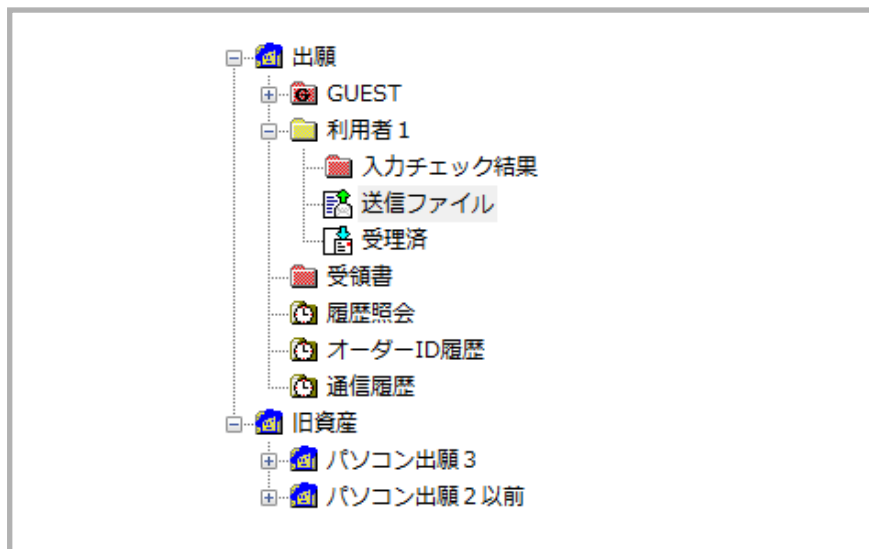 出願
GUEST
利用者１
入力チェック結果
送信ファイル
受理済
受領書
履歴照会
オーダーID履歴
通信履歴
旧資産
パソコン出願３
パソコン出願２以前